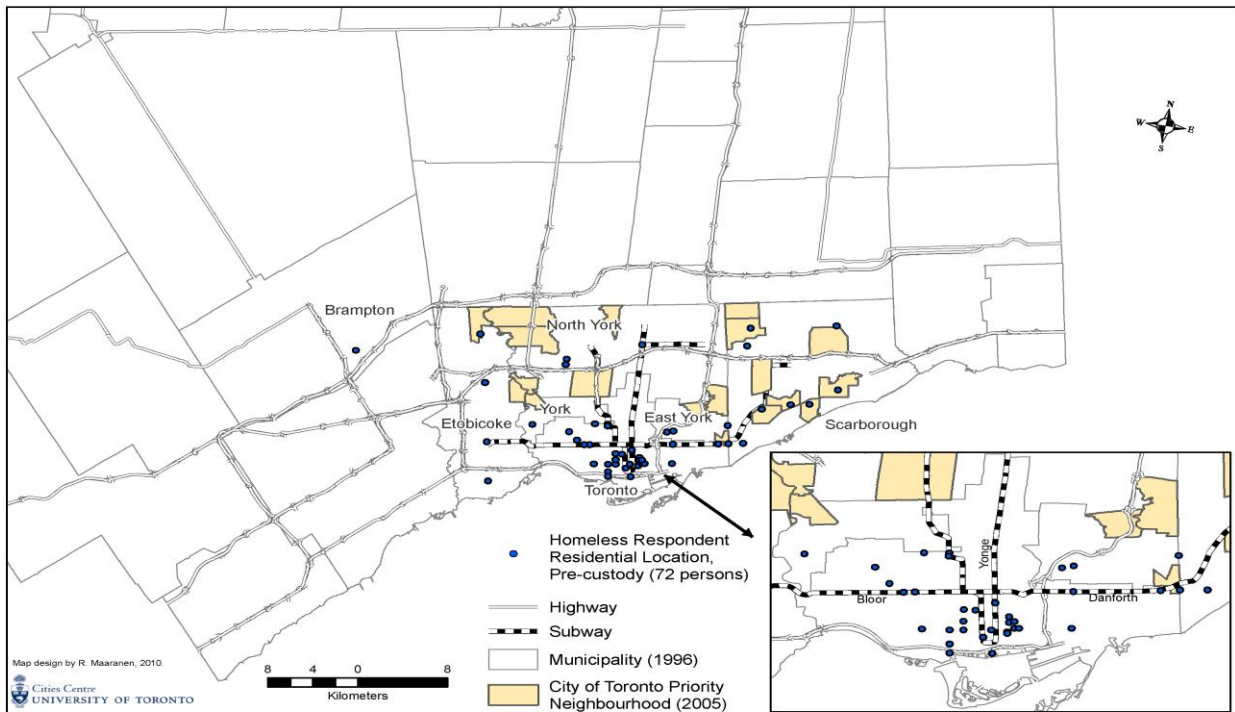 N
W E
S
Brampton
North York
York
East York
Etobicoke
Scarborough
Toronto
Homeless Respondent
Residential Location,
Pre-custody (72 persons)
Highway
Subway
Municipality (1996)
City of Toronto Priority
Neighbourhood (2005)
Yonge
Bloor
Danforth
Map design by R. Maaranen, 2010.
Cities Centre
UNIVERSITY OF TORONTO
8 4 0 8
Kilometers